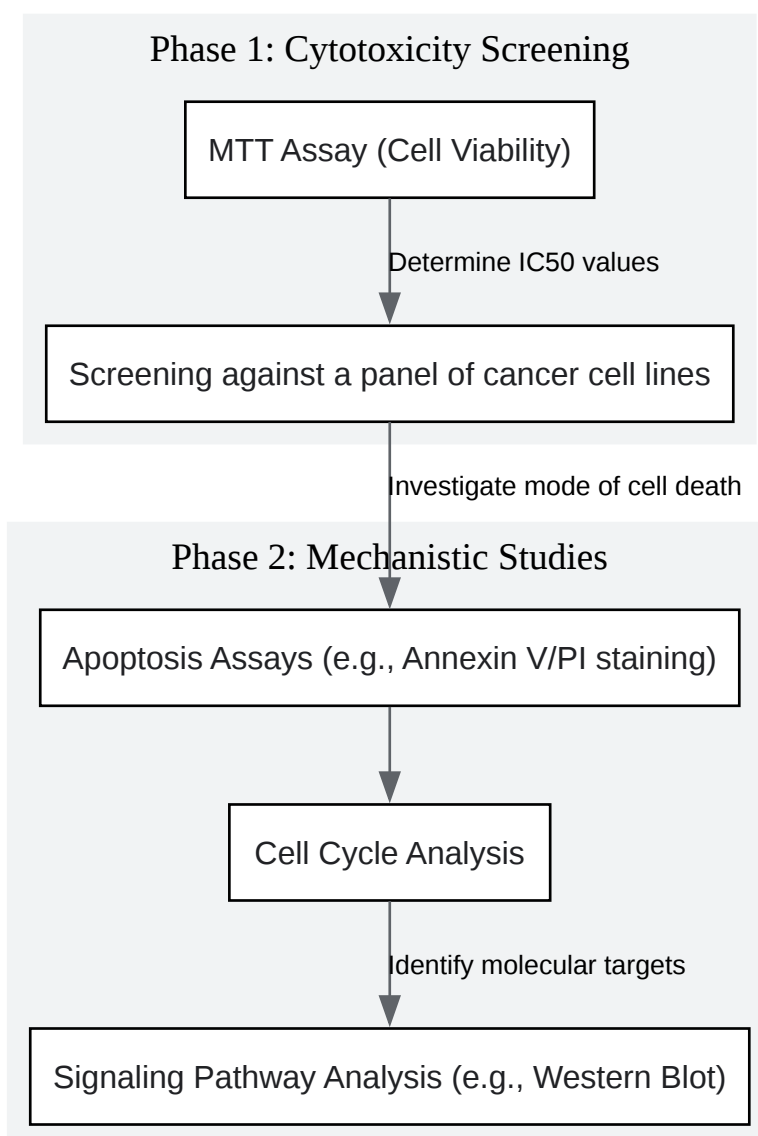 Phase 1: Cytotoxicity Screening
MTT Assay (Cell Viability)
Determine IC50 values
Screening against a panel of cancer cell lines
Investigate mode of cell death
Phase 2: Mechanistic Studies
Apoptosis Assays (e.g., Annexin V/PI staining)
Cell Cycle Analysis
Identify molecular targets
Signaling Pathway Analysis (e.g., Western Blot)